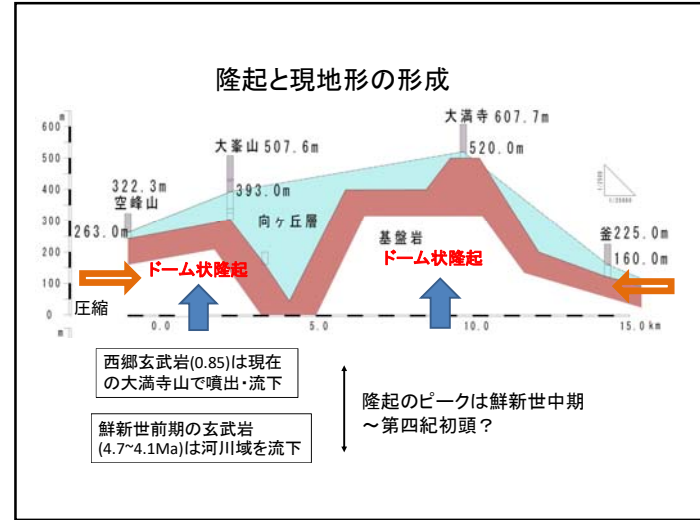 隆起と現地形の形成
m
600
500
400
300
200
100
0
m
大満寺 607.7m
520.0m
大峯山 507.6m
393.0m
322.3m
空峰山
263.0m
向ヶ丘層
基盤岩
釜225.0m
160.0m
1/2500
1/25000
ドーム状隆起
ドーム状隆起
圧縮
0.0
5.0
10.0
15.0 km
西郷玄武岩(0.85)は現在
の大満寺山で噴出・流下
鮮新世前期の玄武岩
(4.7~4.1Ma)は河川域を流下
隆起のピークは鮮新世中期
～第四紀初頭？